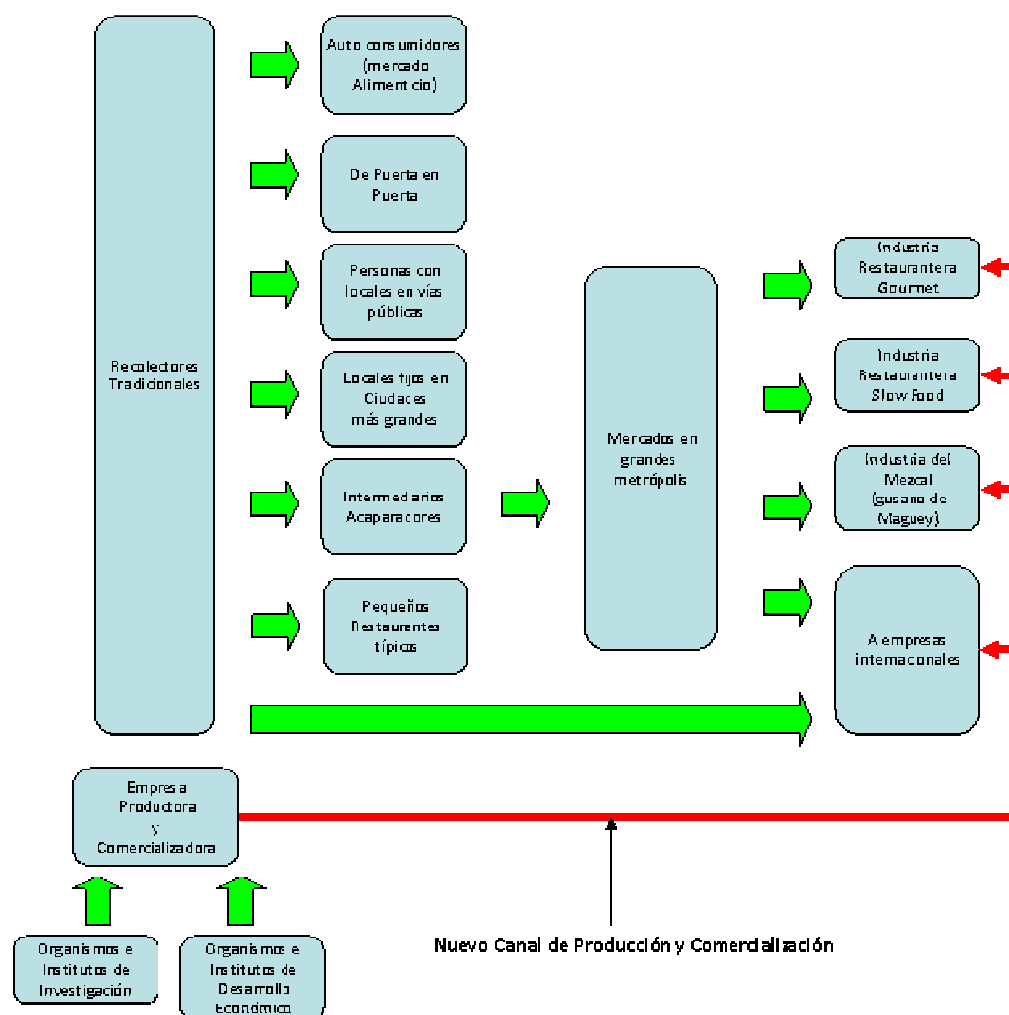 Auto consumidores
(mercado
Alimenticio)
De Puerta en
Puerta
Personas con
locales en vías
públicas
Recolectores
Tradicionales
Locales fijos en
Ciudaces
más grandes
Intermediarios
Acaparacores
Pequeños
Restaurantes
típicos
Mercados en
grandes
metrópolis
Industria
Restaurantera
Gourmet
Industria
Restaurantera
Slow Food
Industria del
Mezcal
(gusano de
Maguey)
A empresas
internaconales
Empresa
Productora
y
Comercializadora
Organismos e
Institutos de
Investigación
Organismos e
Institutos de
Desarrollo
Económico
Nuevo Canal de Producción y Comercialización